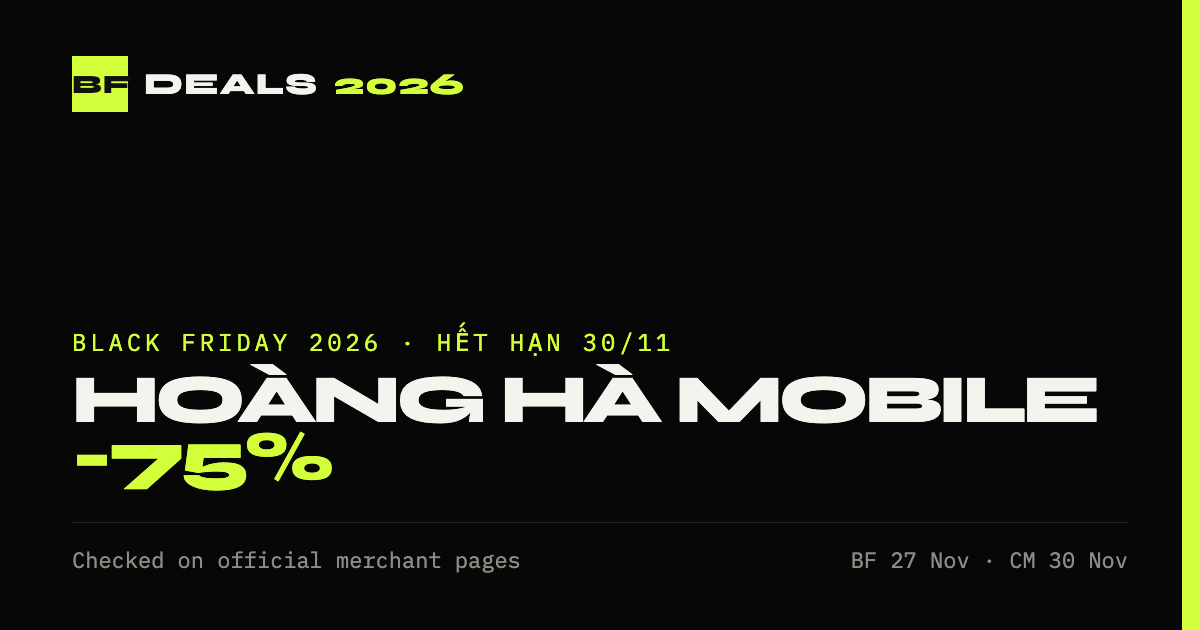 BF DEALS 2026
BLACK FRIDAY 2026 · HẾT HẠN 30/11
HOÀNG HÀ MOBILE
-75%
Checked on official merchant pages
BF 27 Nov · CM 30 Nov